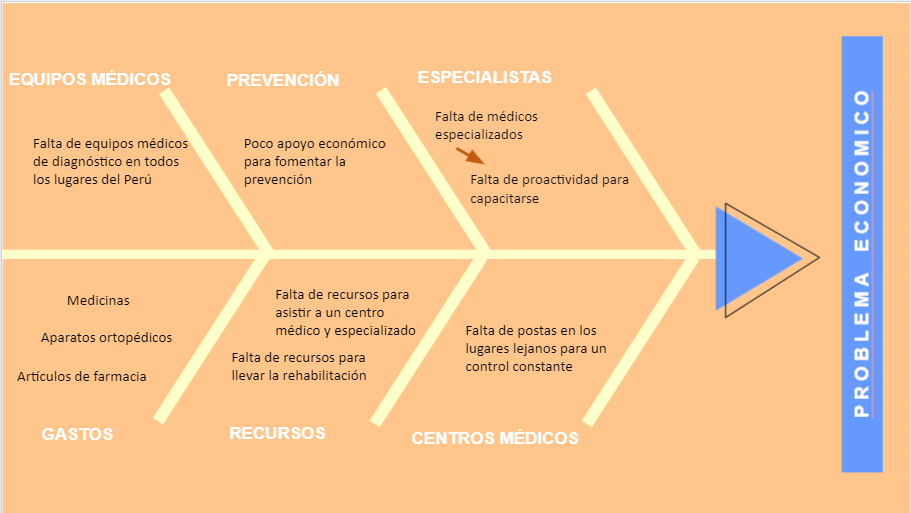 EQUIPOS MÉDICOS
Falta de equipos médicos
de diagnóstico en todos
los lugares del Perú
PREVENCIÓN
Poco apoyo económico
para fomentar la
prevención
ESPECIALISTAS
Falta de médicos
especializados
Falta de proactividad para
capacitarse
Medicinas
Aparatos ortopédicos
Artículos de farmacia
GASTOS
Falta de recursos para
asistir a un centro
médico y especializado
Falta de recursos para
llevar la rehabilitación
RECURSOS
Falta de postas en los
lugares lejanos para un
control constante
CENTROS MÉDICOS
PROBLEMA ECONOMICO